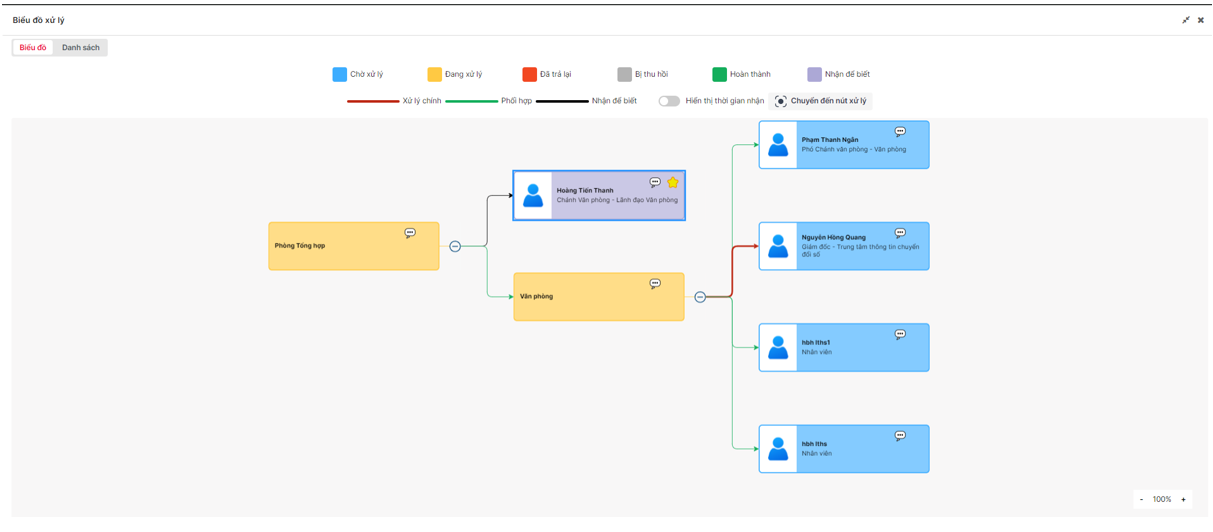 Biểu đồ xử lý
Biểu đồ Danh sách
Chờ xử lý Đang xử lý Đã trả lại Bị thu hồi Hoàn thành Nhận để biết
Xử lý chính Phối hợp Nhận để biết Hiển thị thời gian nhận Chuyển đến nút xử lý
Phạm Thanh Ngân
Phó Chánh văn phòng - Văn phòng
Hoàng Tiến Thanh
Chánh Văn phòng - Lãnh đạo Văn phòng
Phòng Tổng hợp
Nguyễn Hồng Quang
Giám đốc - Trung tâm thông tin chuyển
đổi số
Văn phòng
hbh lths1
Nhân viên
hbh lths
Nhân viên
- 100% +